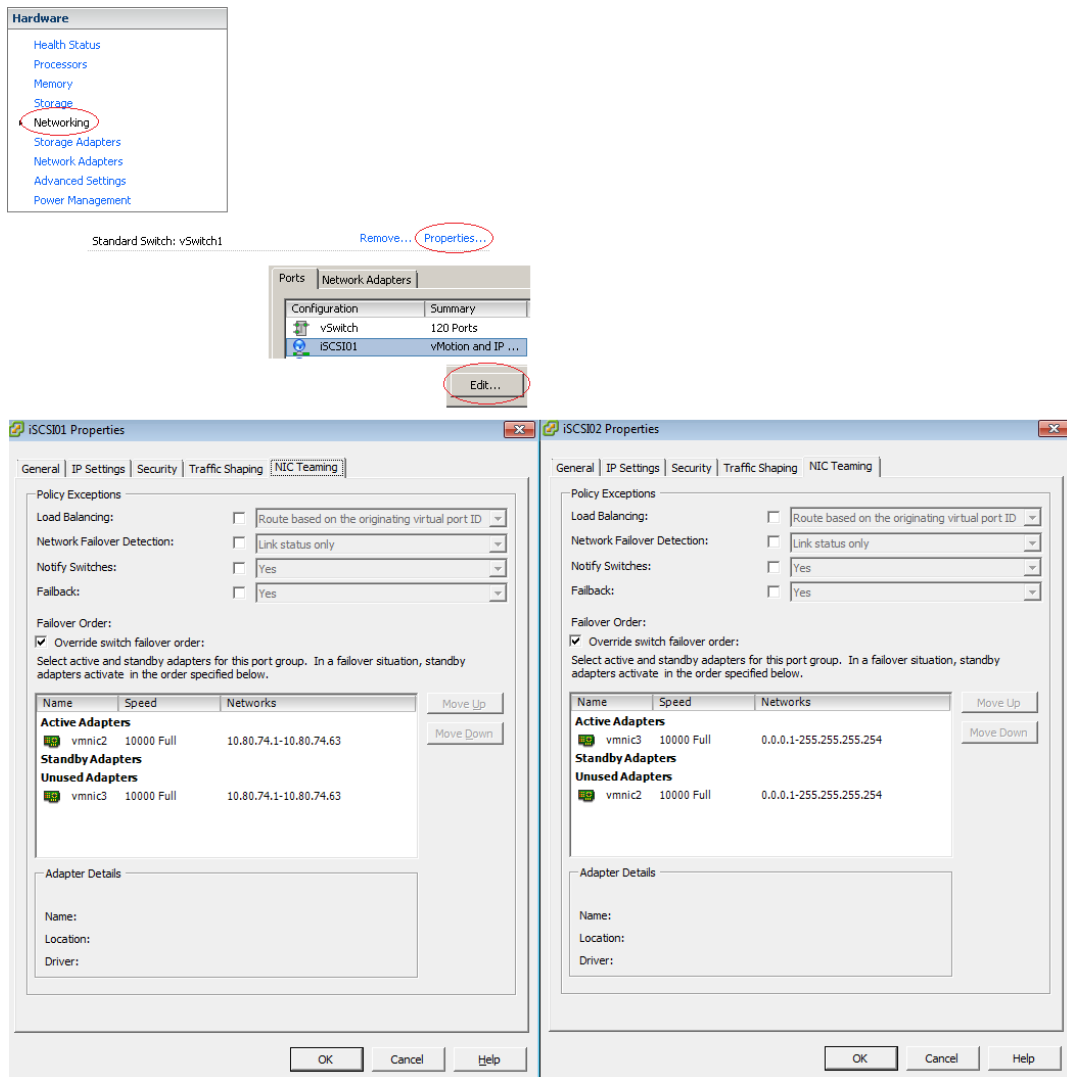 Hardware
Health Status
Processors
Memory
Storage
Networking
Storage Adapters
Network Adapters
Advanced Settings
Power Management
Standard Switch: vSwitch1 Remove... Properties...
Ports Network Adapters
Configuration Summary
vSwitch 120 Ports
iSCSI01 vMotion and IP ...
Edit...
iSCSI01 Properties
General IP Settings Security Traffic Shaping NIC Teaming
Policy Exceptions
Load Balancing: Route based on the originating virtual port ID
Network Failover Detection: Link status only
Notify Switches: Yes
Failback: Yes
Failover Order:
Override switch failover order:
Select active and standby adapters for this port group. In a failover situation, standby
adapters activate in the order specified below.
Name Speed Networks
Active Adapters
vmnic2 10000 Full 10.80.74.1-10.80.74.63
Standby Adapters
Unused Adapters
vmnic3 10000 Full 10.80.74.1-10.80.74.63
Move Up
Move Down
Adapter Details
Name:
Location:
Driver:
OK Cancel Help
iSCSI02 Properties
General IP Settings Security Traffic Shaping NIC Teaming
Policy Exceptions
Load Balancing: Route based on the originating virtual port ID
Network Failover Detection: Link status only
Notify Switches: Yes
Failback: Yes
Failover Order:
Override switch failover order:
Select active and standby adapters for this port group. In a failover situation, standby
adapters activate in the order specified below.
Name Speed Networks
Active Adapters
vmnic3 10000 Full 0.0.0.1-255.255.255.254
Standby Adapters
Unused Adapters
vmnic2 10000 Full 0.0.0.1-255.255.255.254
Move Up
Move Down
Adapter Details
Name:
Location:
Driver:
OK Cancel Help